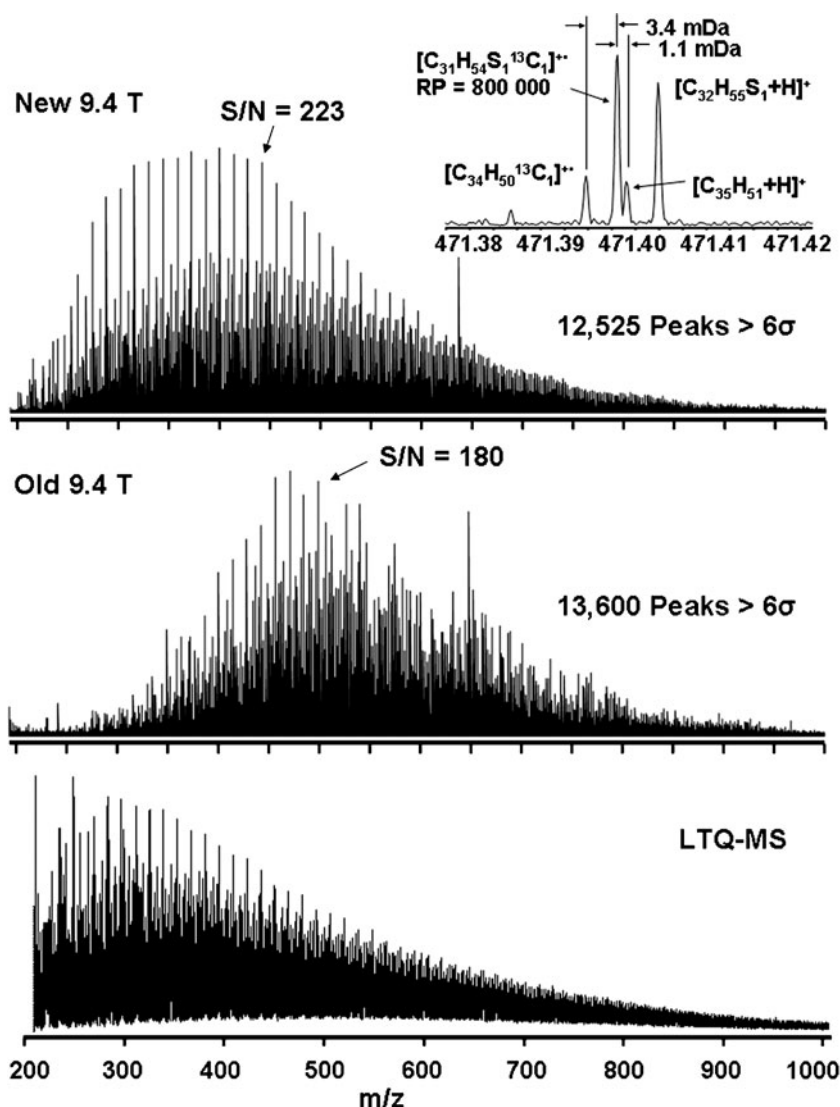 3.4 mDa
1.1 mDa
[C₃₁H₅₄S₁¹³C₁]⁺·
RP = 800 000
[C₃₂H₅₅S₁+H]⁺
New 9.4 T
S/N = 223
[C₃₄H₅₀¹³C₁]⁺·
[C₃₅H₅₁+H]⁺
471.38 471.39 471.40 471.41 471.42
12,525 Peaks > 6σ
S/N = 180
Old 9.4 T
13,600 Peaks > 6σ
LTQ-MS
200 300 400 500 600 700 800 900 1000
m/z